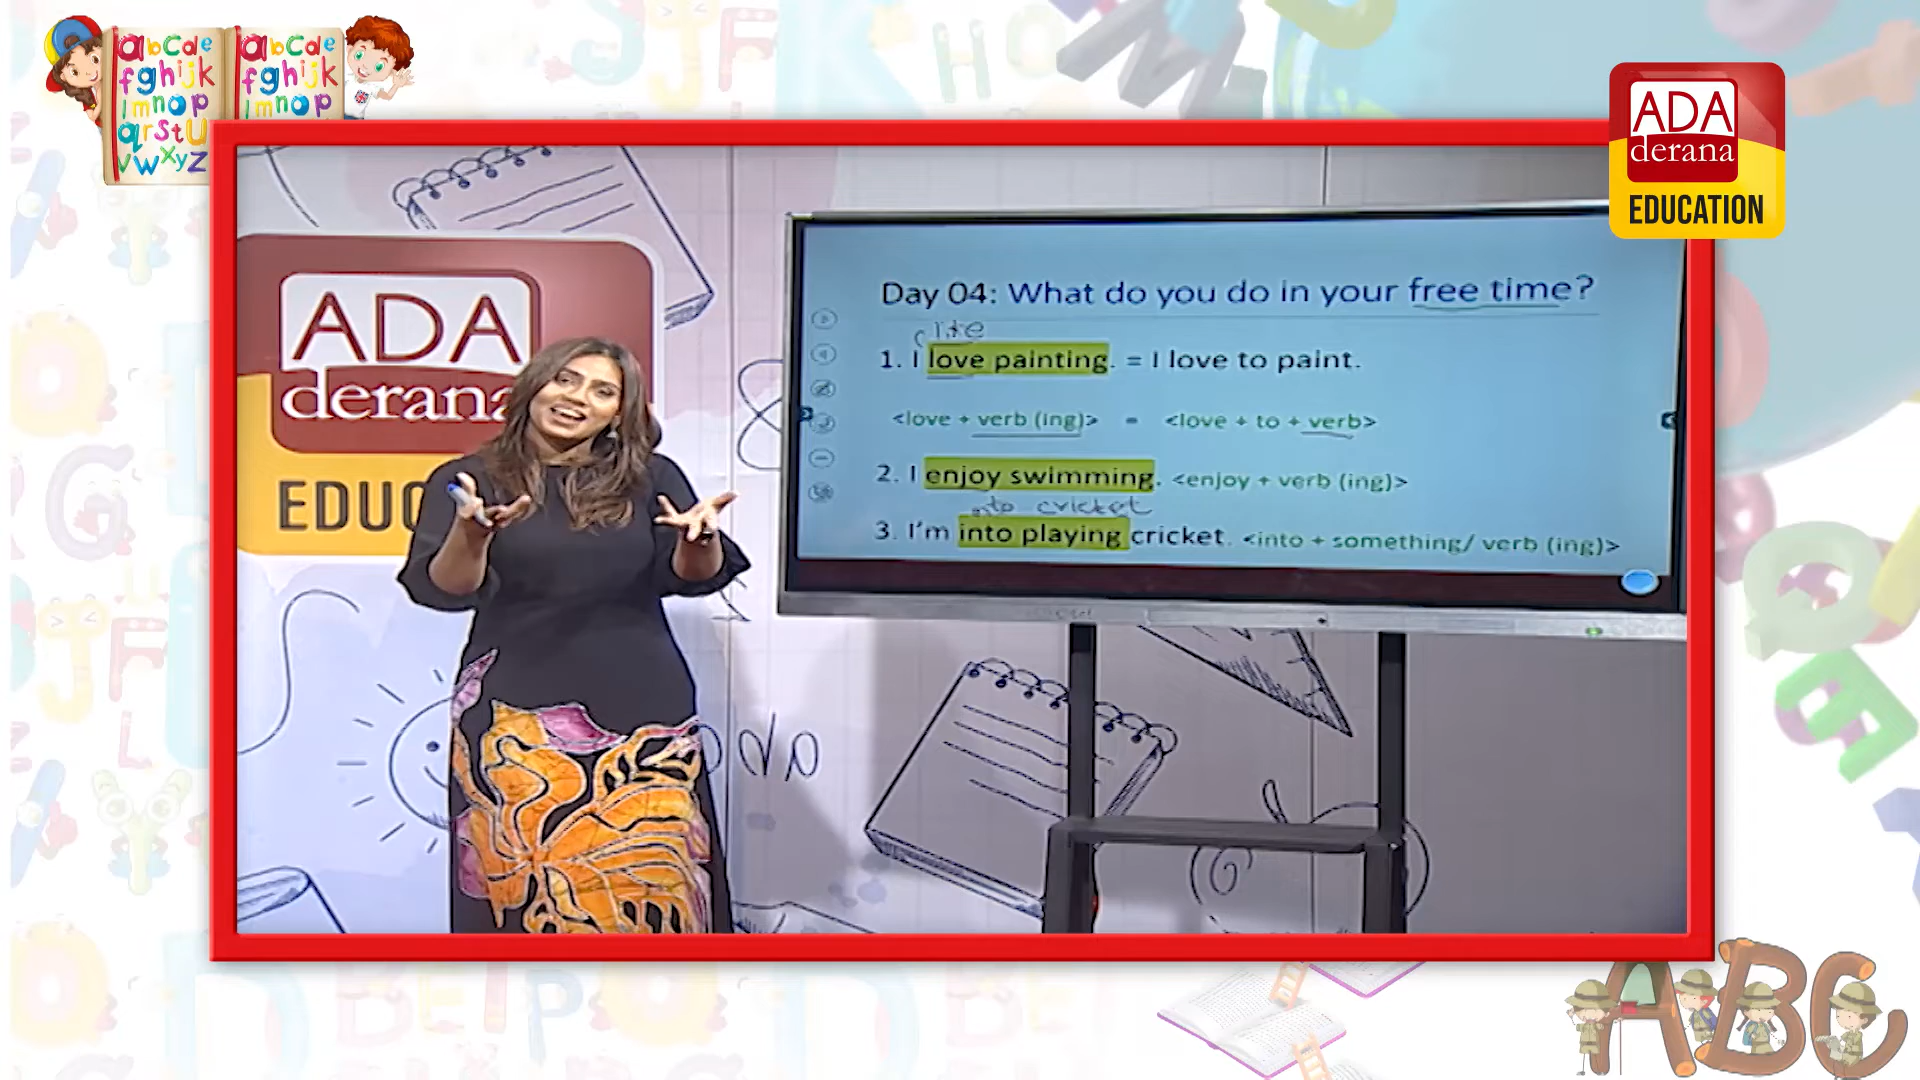 abCde abCde
fghijk fghijk
lmnop lmnop
qrstu
vwxyz
ADA
derana
EDUCATION
ADA
derana
EDUC
Day 04: What do you do in your free time?
like
1. I love painting. = I love to paint.
<love + verb (ing)> = <love + to + verb>
2. I enjoy swimming. <enjoy + verb (ing)>
into cricket
3. I'm into playing cricket. <into + something/ verb (ing)>
ABC